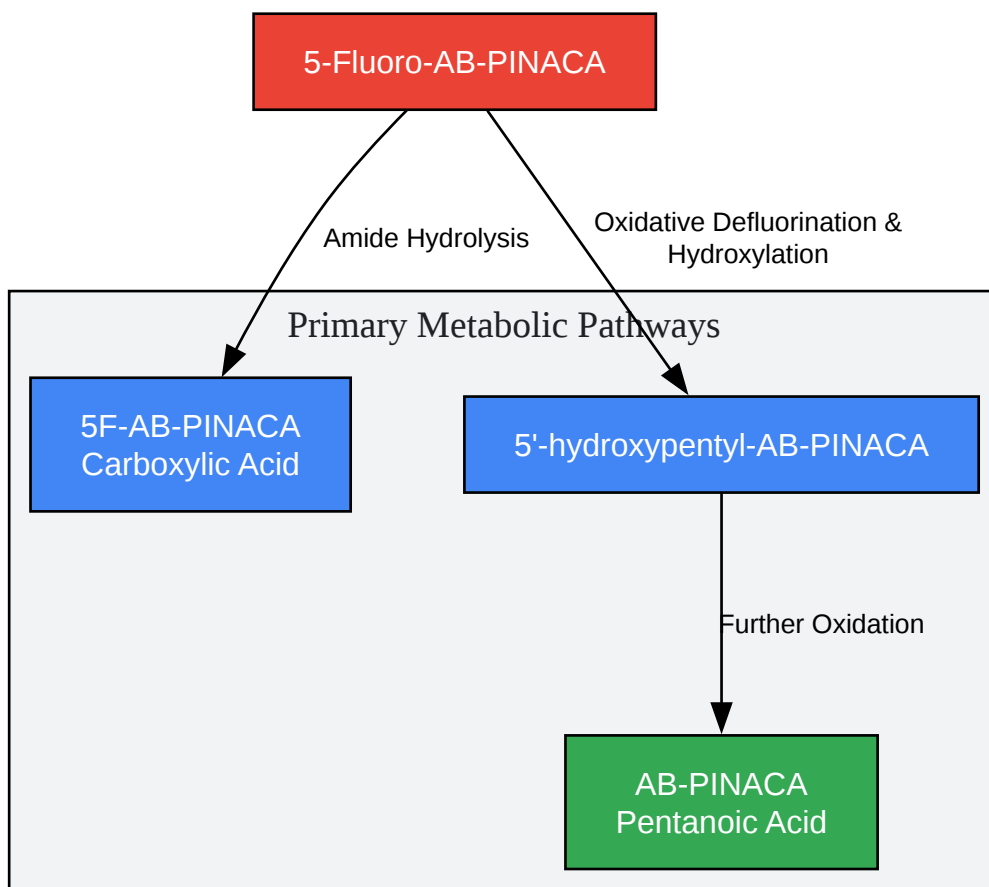 5-Fluoro-AB-PINACA
Amide Hydrolysis
Oxidative Defluorination &
Hydroxylation
Primary Metabolic Pathways
5F-AB-PINACA
Carboxylic Acid
5'-hydroxypentyl-AB-PINACA
Further Oxidation
AB-PINACA
Pentanoic Acid